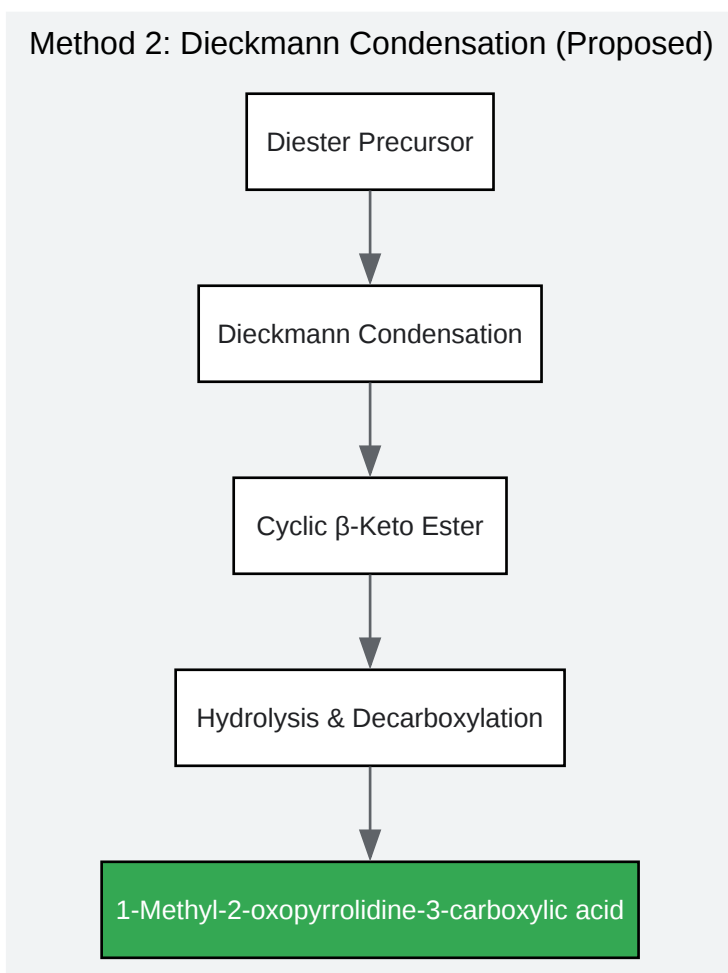 Method 2: Dieckmann Condensation (Proposed)
Diester Precursor
Dieckmann Condensation
Cyclic β-Keto Ester
Hydrolysis & Decarboxylation
1-Methyl-2-oxopyrrolidine-3-carboxylic acid